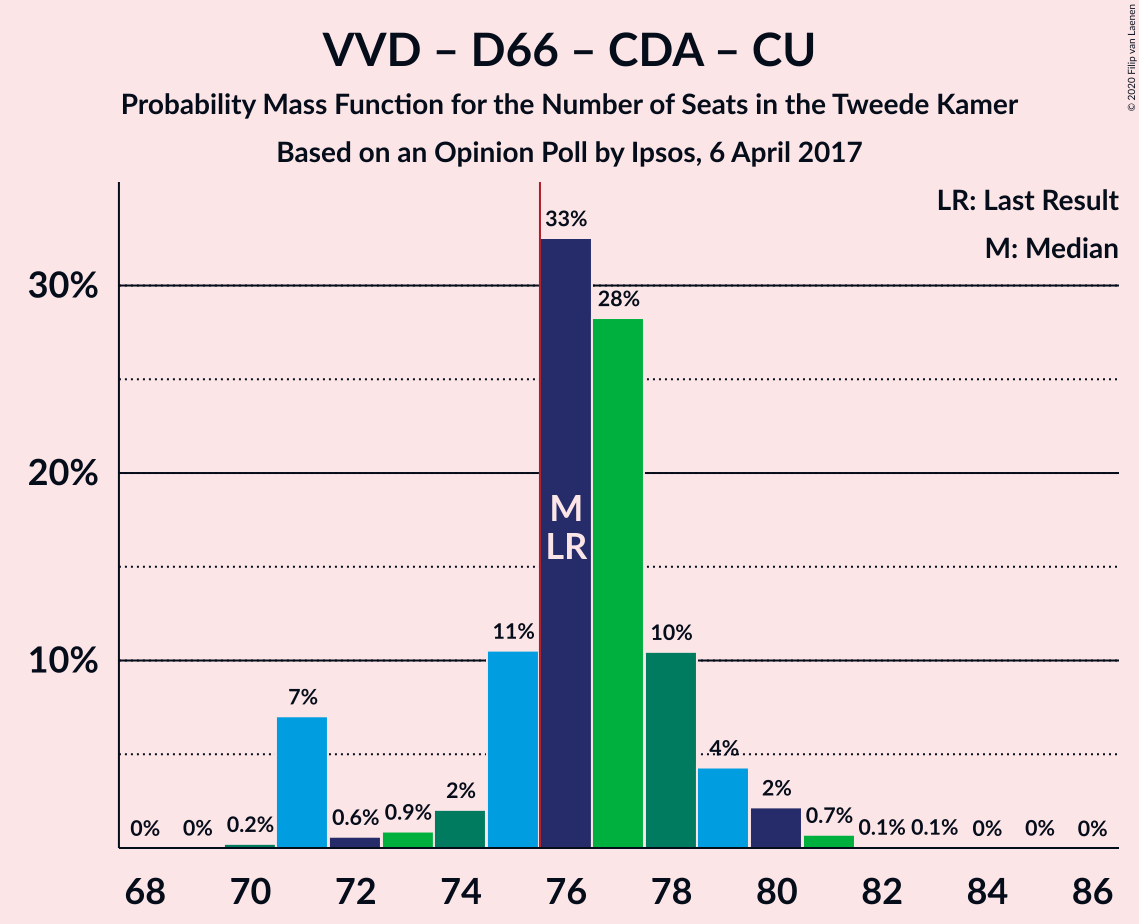 VVD – D66 – CDA – CU
Probability Mass Function for the Number of Seats in the Tweede Kamer
Based on an Opinion Poll by Ipsos, 6 April 2017
© 2020 Filip van Laenen
LR: Last Result
M: Median
30%
20%
10%
0%
0%
0.2%
7%
0.6%
0.9%
2%
11%
33%
28%
10%
4%
2%
0.7%
0.1%
0.1%
0%
0%
0%
M
LR
68 70 72 74 76 78 80 82 84 86